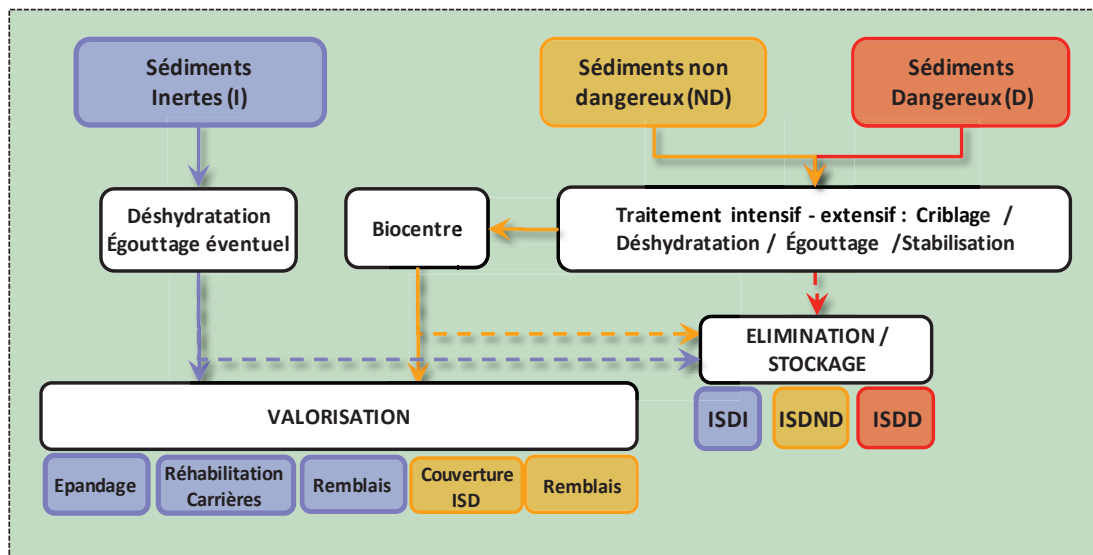 Sédiments
Inertes (I)
Sédiments non
dangereux (ND)
Sédiments
Dangereux (D)
Déshydratation
Égouttage éventuel
Biocentre
Traitement intensif - extensif : Criblage /
Déshydratation / Égouttage /Stabilisation
ELIMINATION /
STOCKAGE
VALORISATION
ISDI
ISDND
ISDD
Epandage
Réhabilitation
Carrières
Remblais
Couverture
ISD
Remblais